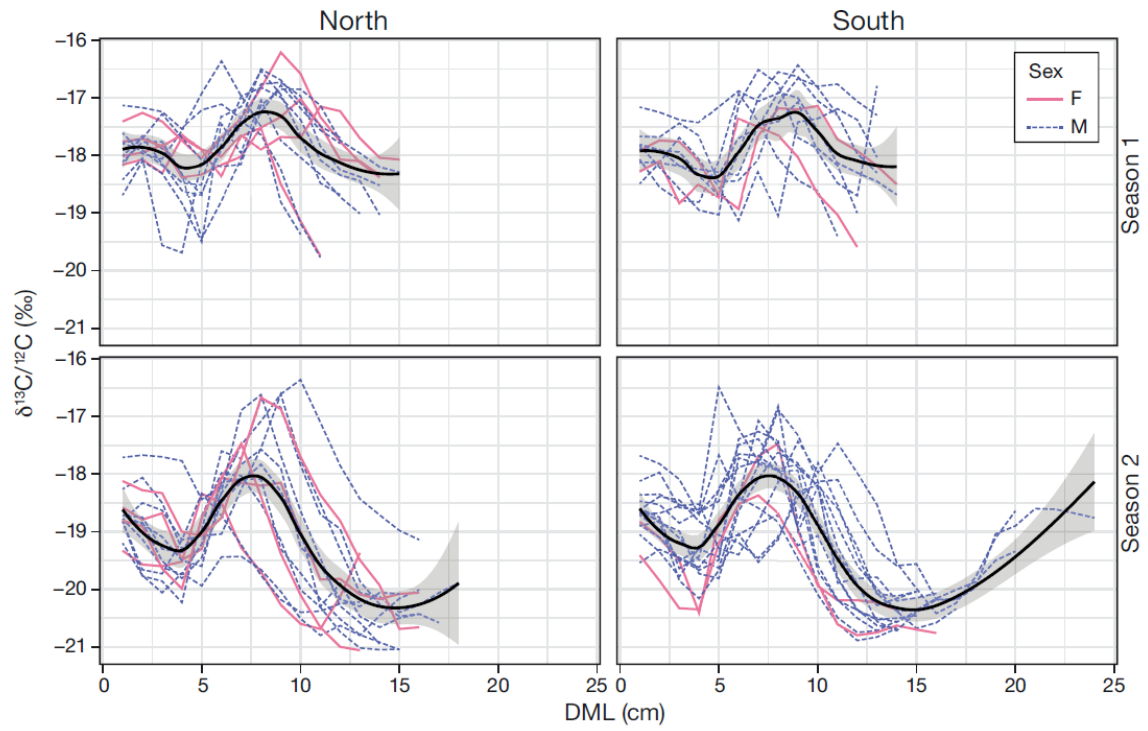 North South
−16
−17
−18
−19
−20
−21
Sex
F
M
Season 1
−16
−17
−18
−19
−20
−21
Season 2
δ13C/12C (‰)
0 5 10 15 20 25 0 5 10 15 20 25
DML (cm)